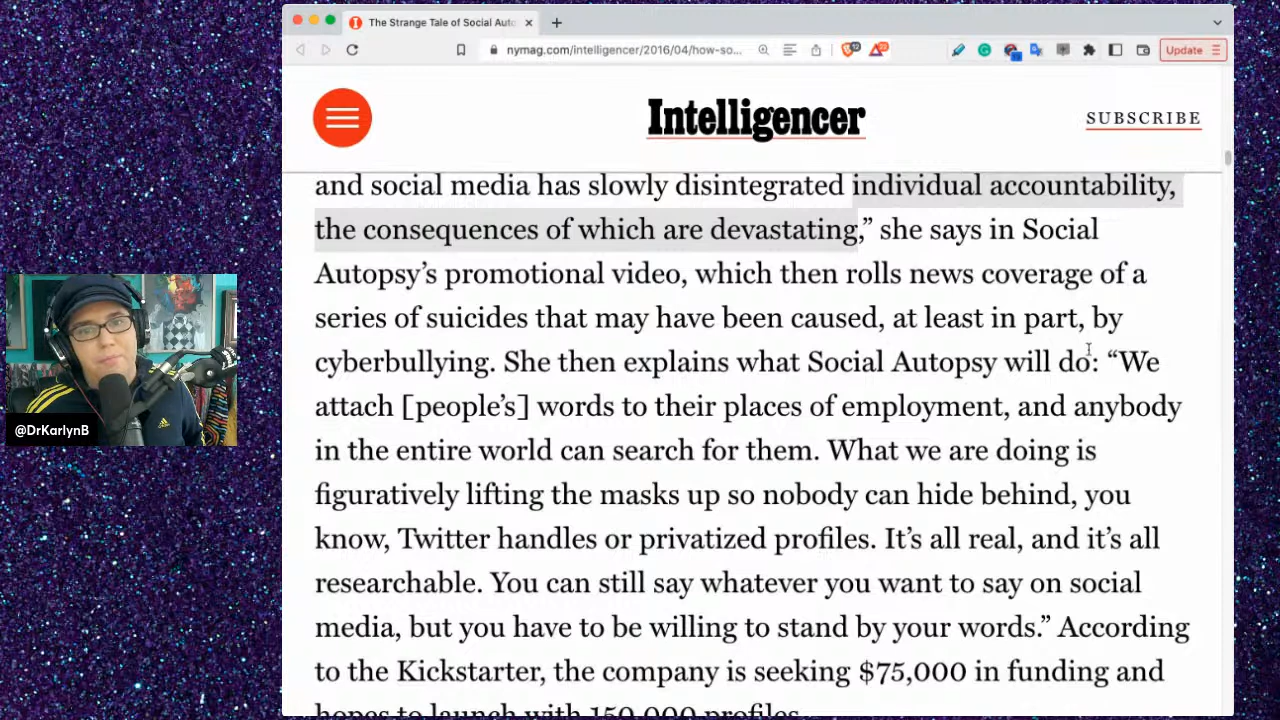 The Strange Tale of Social Auto
nymag.com/intelligencer/2016/04/how-so...
Update
Intelligencer
SUBSCRIBE
and social media has slowly disintegrated individual accountability,
the consequences of which are devastating,” she says in Social
Autopsy’s promotional video, which then rolls news coverage of a
series of suicides that may have been caused, at least in part, by
cyberbullying. She then explains what Social Autopsy will do: “We
attach [people’s] words to their places of employment, and anybody
in the entire world can search for them. What we are doing is
figuratively lifting the masks up so nobody can hide behind, you
know, Twitter handles or privatized profiles. It’s all real, and it’s all
researchable. You can still say whatever you want to say on social
media, but you have to be willing to stand by your words.” According
to the Kickstarter, the company is seeking $75,000 in funding and
hopes to launch with 150,000 profiles
@DrKarlynB